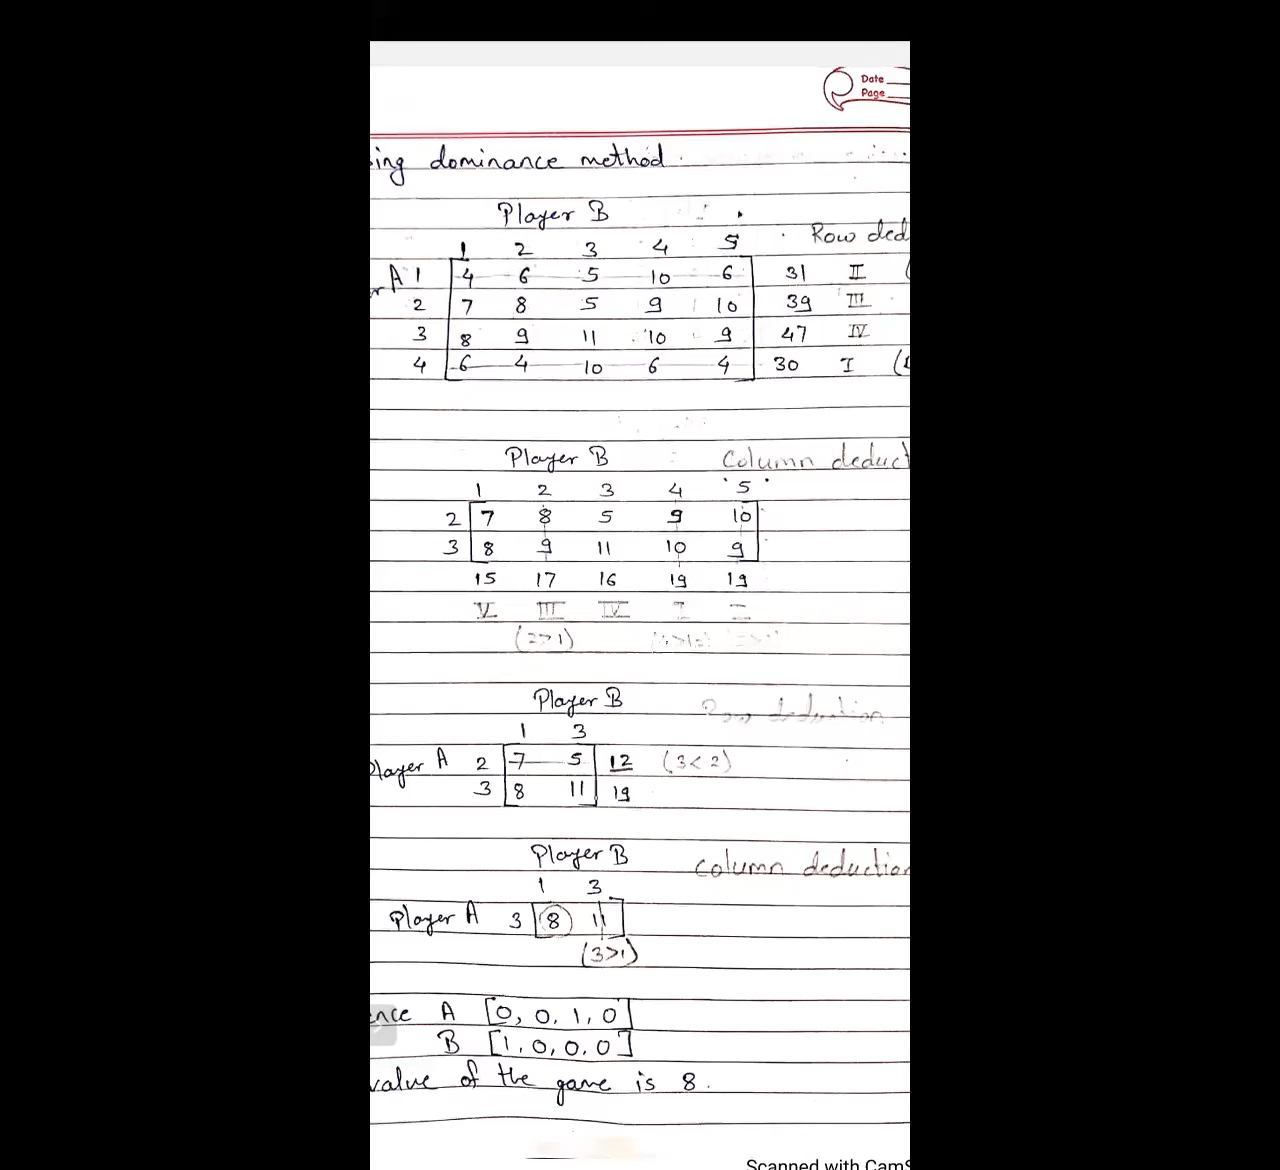 Date
Page
ing dominance method.
Player B
1 2 3 4 5 Row ded
A 1 4 6 5 10 6 31 II (
2 7 8 5 9 10 39 III
3 8 9 11 10 9 47 IV
4 6 4 10 6 4 30 I
Player B Column deduct
1 2 3 4 5
2 7 8 5 9 10
3 8 9 11 10 9
15 17 16 19 19
V III IV I
(2>1)
Player B Row deduction
1 3
Player A 2 7 5 12 (3<2)
3 8 11 19
Player B column deduction
1 3
Player A 3 8 11
(3>1)
ence A [0, 0, 1, 0]
B [1, 0, 0, 0]
value of the game is 8.
Scanned with CamS